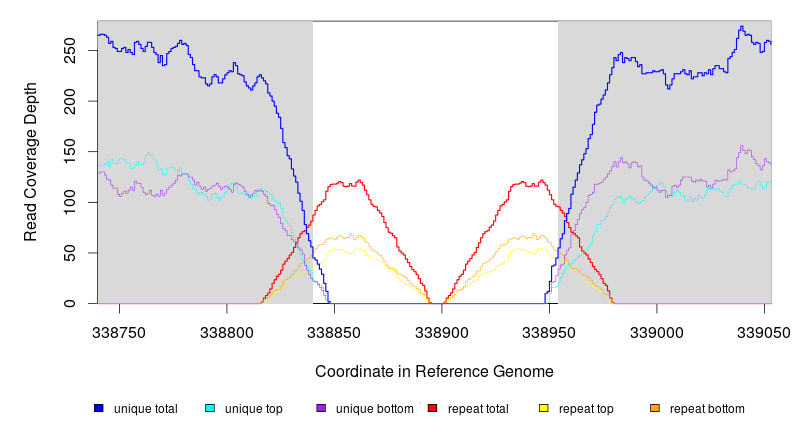 Read Coverage Depth
250
200
150
100
50
0
338750 338800 338850 338900 338950 339000 339050
Coordinate in Reference Genome
unique total unique top unique bottom repeat total repeat top repeat bottom